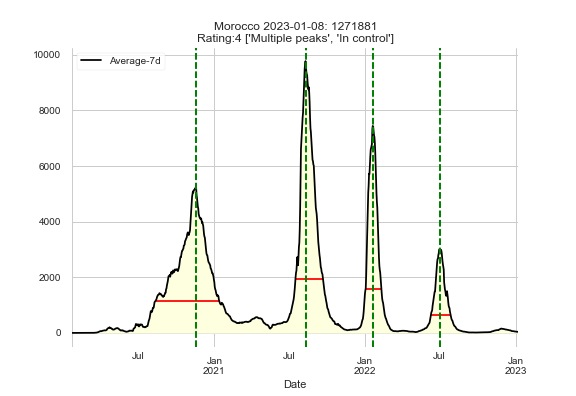 Morocco 2023-01-08: 1271881
Rating:4 ['Multiple peaks', 'In control']
Average-7d
10000
8000
6000
4000
2000
0
Jul
Jan
2021
Jul
Jan
2022
Jul
Jan
2023
Date